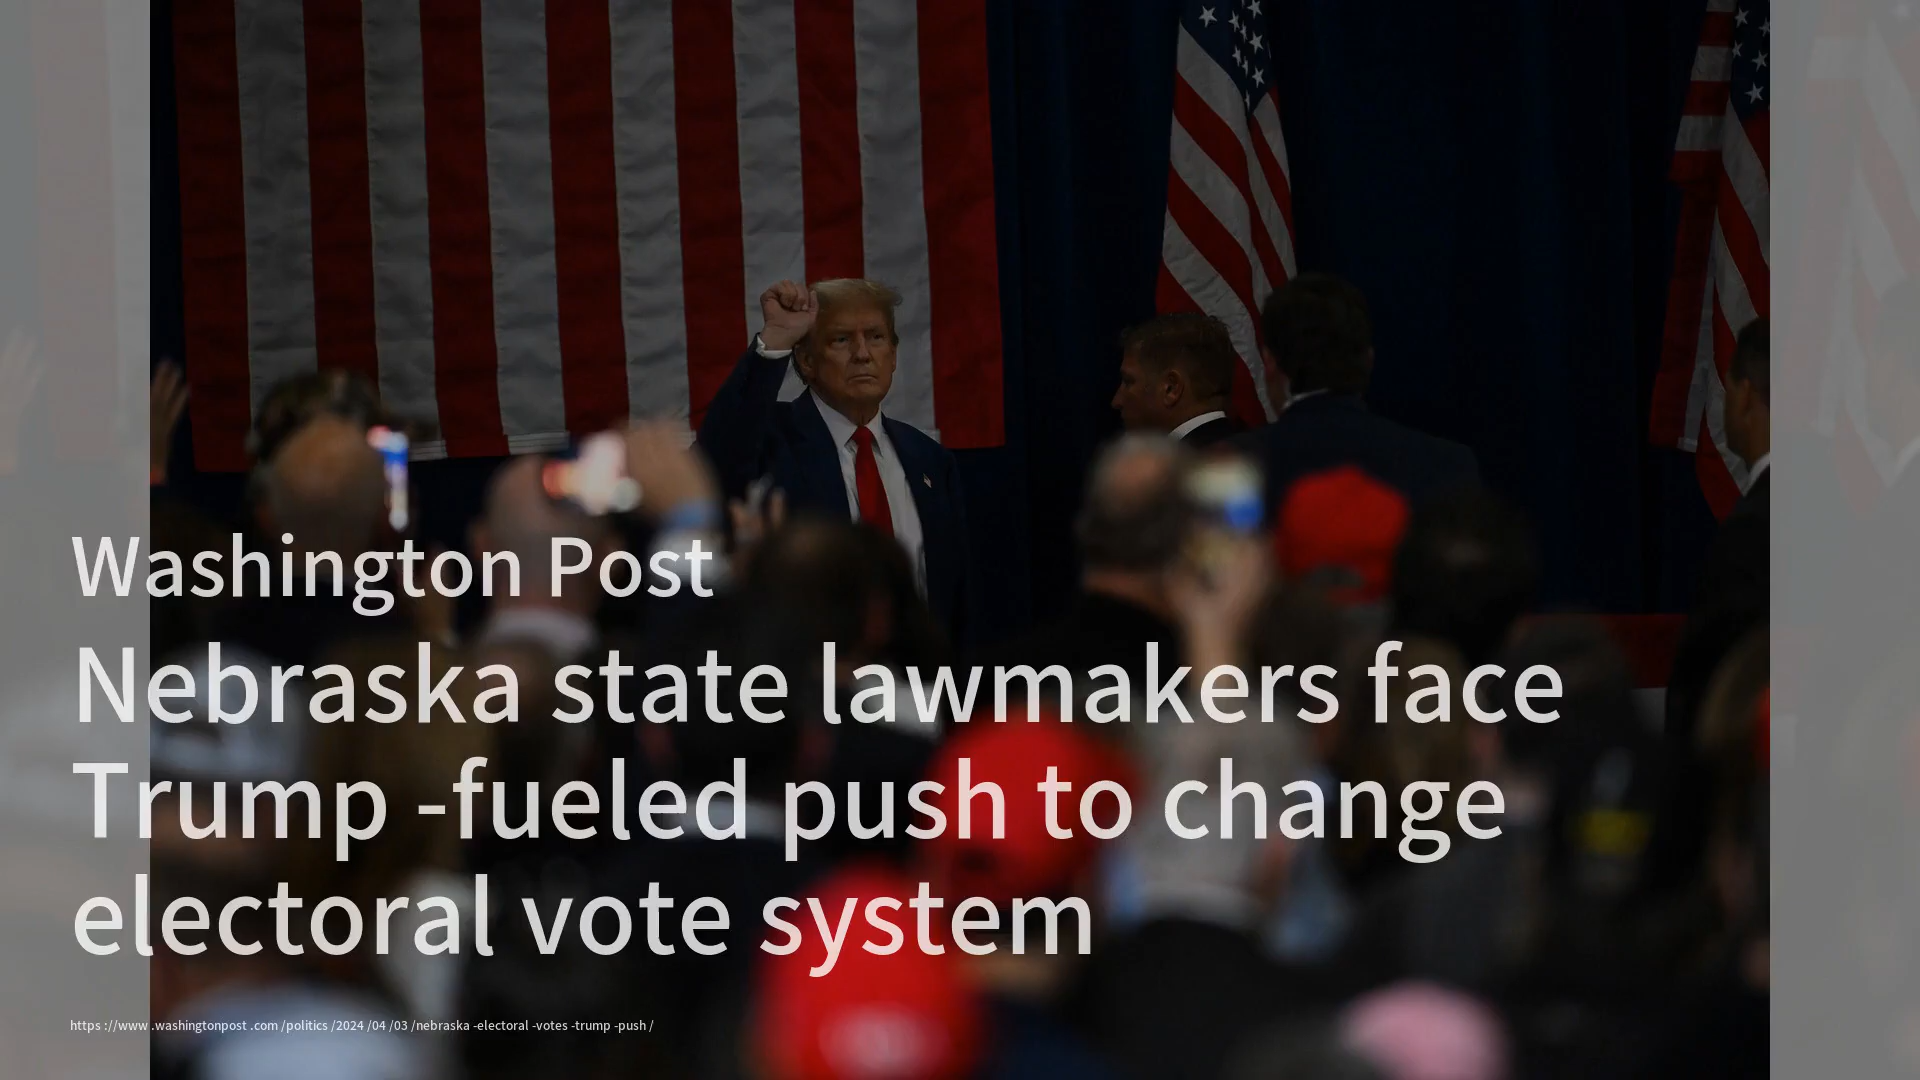 Washington Post
Nebraska state lawmakers face
Trump -fueled push to change
electoral vote system
https ://www .washingtonpost .com /politics /2024 /04 /03 /nebraska -electoral -votes -trump -push /